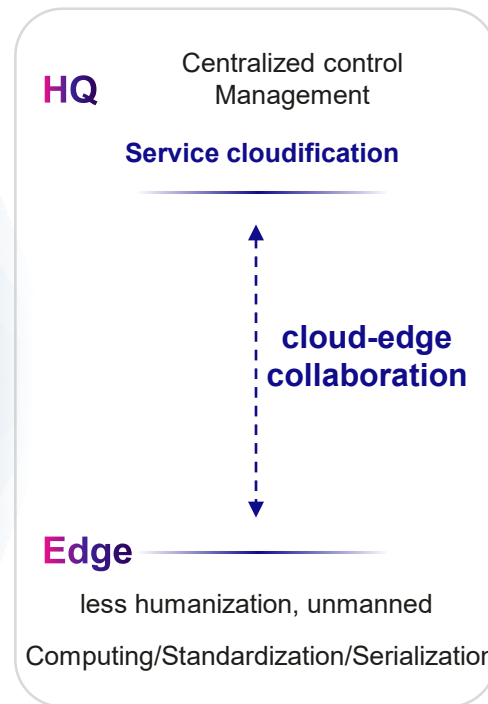 HQ
Centralized control
Management
Service cloudification
cloud-edge
collaboration
Edge
less humanization, unmanned
Computing/Standardization/Serialization